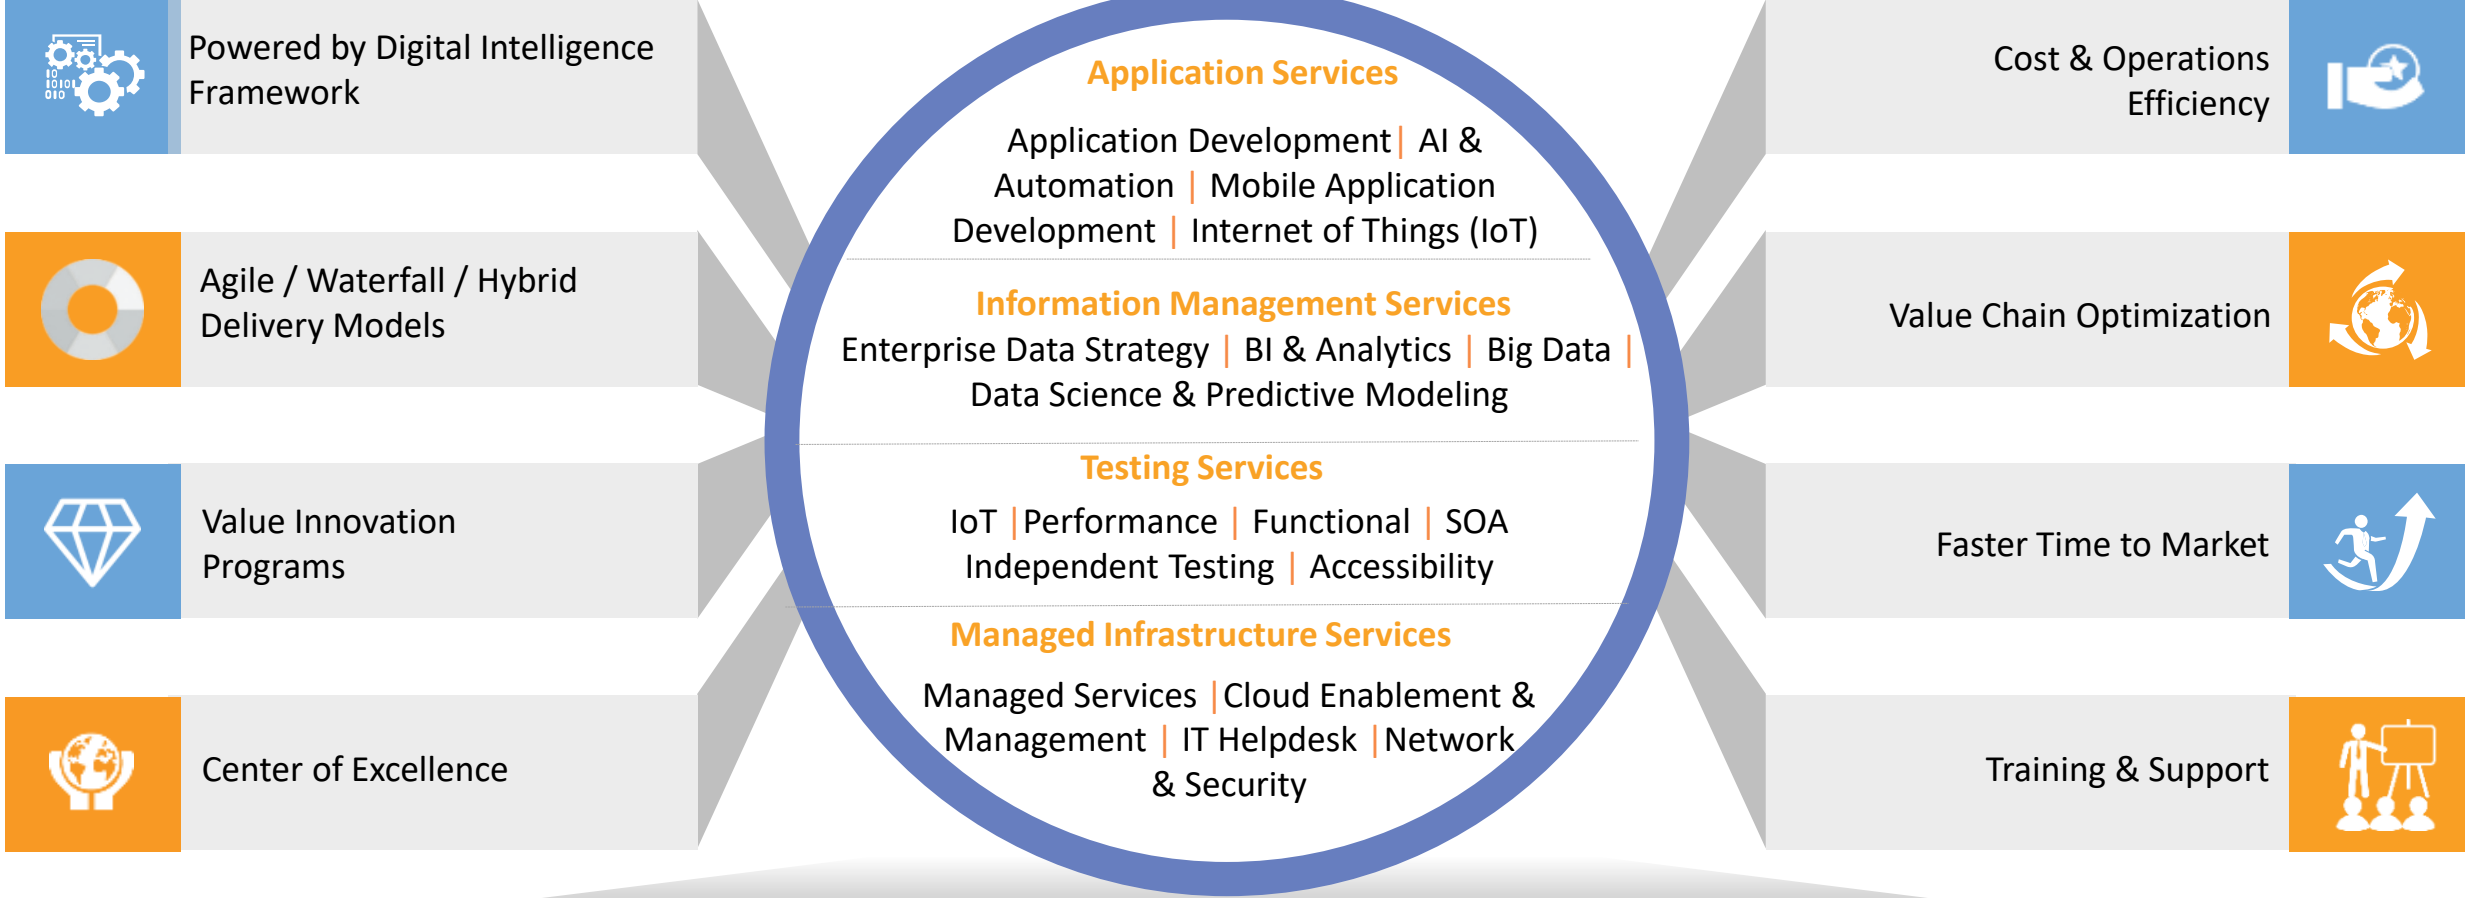 Powered by Digital Intelligence
Framework
Agile / Waterfall / Hybrid
Delivery Models
Value Innovation
Programs
Center of Excellence
Application Services
Application Development| AI &
Automation | Mobile Application
Development | Internet of Things (IoT)
Information Management Services
Enterprise Data Strategy | BI & Analytics | Big Data |
Data Science & Predictive Modeling
Testing Services
IoT |Performance | Functional | SOA
Independent Testing | Accessibility
Managed Infrastructure Services
Managed Services |Cloud Enablement &
Management | IT Helpdesk |Network
& Security
Cost & Operations
Efficiency
Value Chain Optimization
Faster Time to Market
Training & Support
10
10101
010